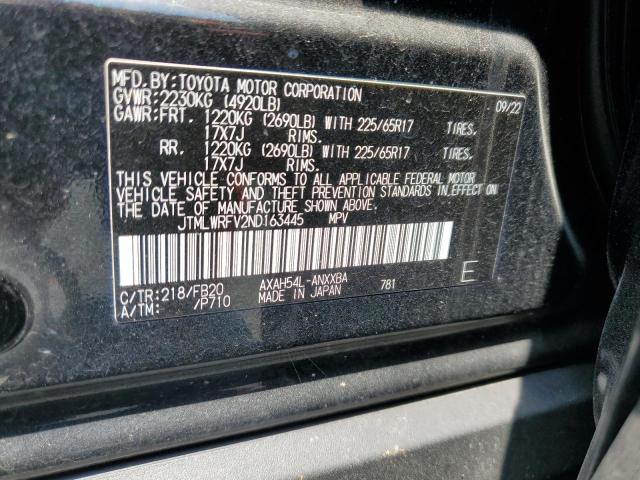 MFD.BY:TOYOTA MOTOR CORPORATION 09/22
GVWR:2230KG (4920LB)
GAWR:FRT. 1220KG (2690LB) WITH 225/65R17 TIRES.
17X7J RIMS.
RR. 1220KG (2690LB) WITH 225/65R17 TIRES.
17X7J RIMS.
THIS VEHICLE CONFORMS TO ALL APPLICABLE FEDERAL MOTOR
VEHICLE SAFETY AND THEFT PREVENTION STANDARDS IN EFFECT ON
THE DATE OF MANUFACTURE SHOWN ABOVE.
JTMLWRFV2ND163445 MPV
C/TR:218/FB20 AXAH54L-ANXXBA 781 E
A/TM: /P710 MADE IN JAPAN